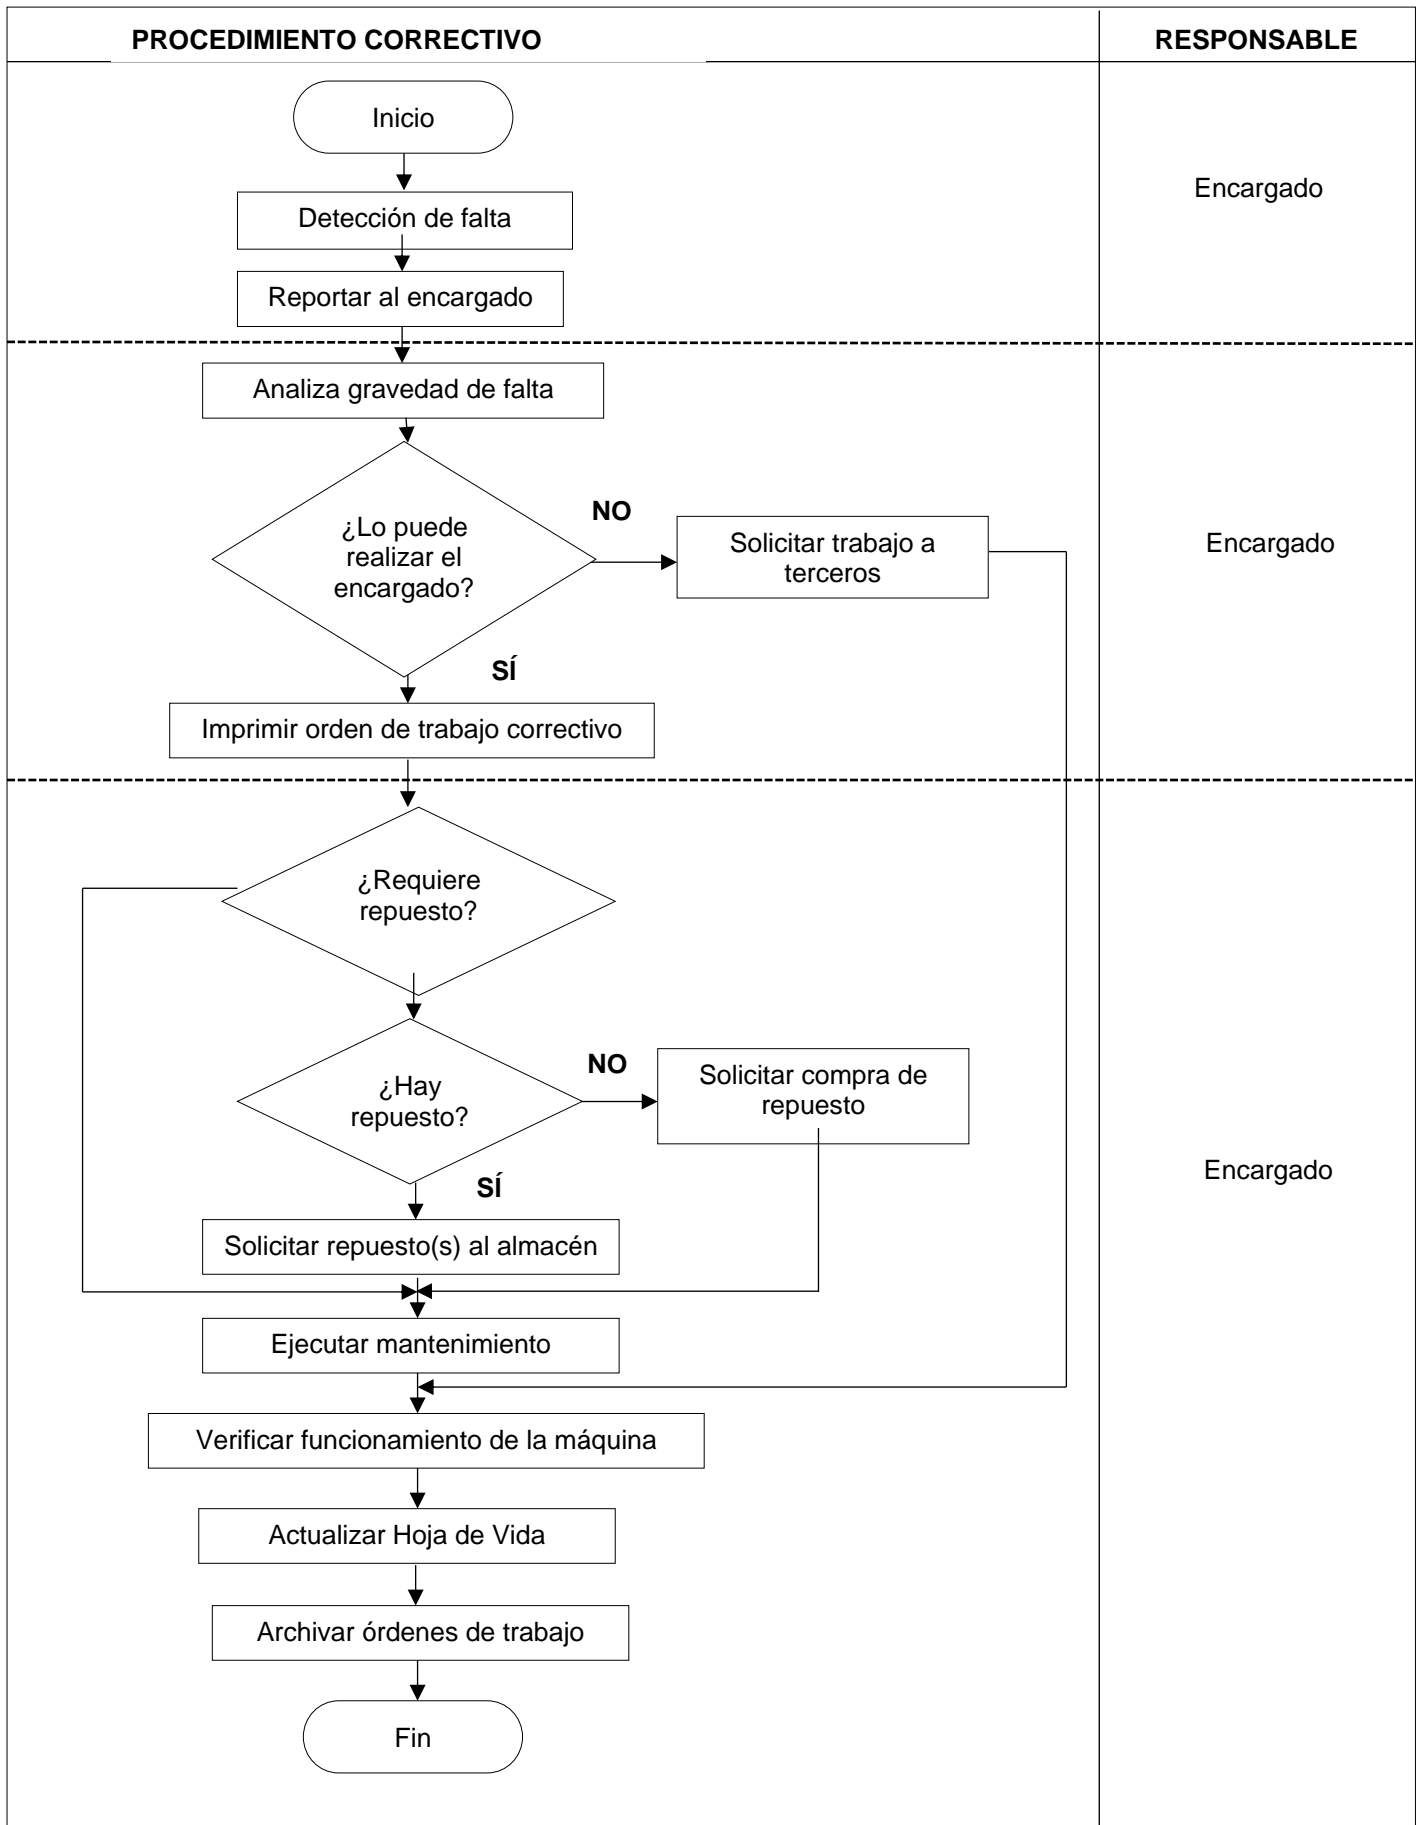 PROCEDIMIENTO CORRECTIVO
RESPONSABLE
Inicio
Encargado
Detección de falta
Reportar al encargado
Analiza gravedad de falta
NO
¿Lo puede
realizar el
encargado?
Solicitar trabajo a
terceros
Encargado
SÍ
Imprimir orden de trabajo correctivo
¿Requiere
repuesto?
NO
¿Hay
repuesto?
Solicitar compra de
repuesto
Encargado
SÍ
Solicitar repuesto(s) al almacén
Ejecutar mantenimiento
Verificar funcionamiento de la máquina
Actualizar Hoja de Vida
Archivar órdenes de trabajo
Fin